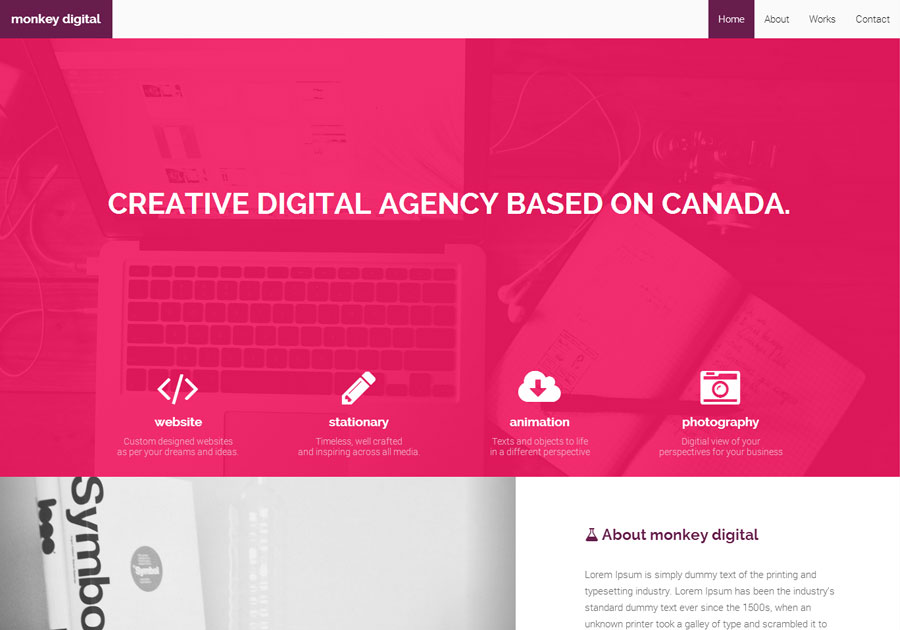 monkey digital
Home About Works Contact
CREATIVE DIGITAL AGENCY BASED ON CANADA.
website
Custom designed websites
as per your dreams and ideas.
stationary
Timeless, well crafted
and inspiring across all media.
animation
Texts and objects to life
in a different perspective
photography
Digitial view of your
perspectives for your business
Symbo
logo
About monkey digital
Lorem Ipsum is simply dummy text of the printing and
typesetting industry. Lorem Ipsum has been the industry's
standard dummy text ever since the 1500s, when an
unknown printer took a galley of type and scrambled it to